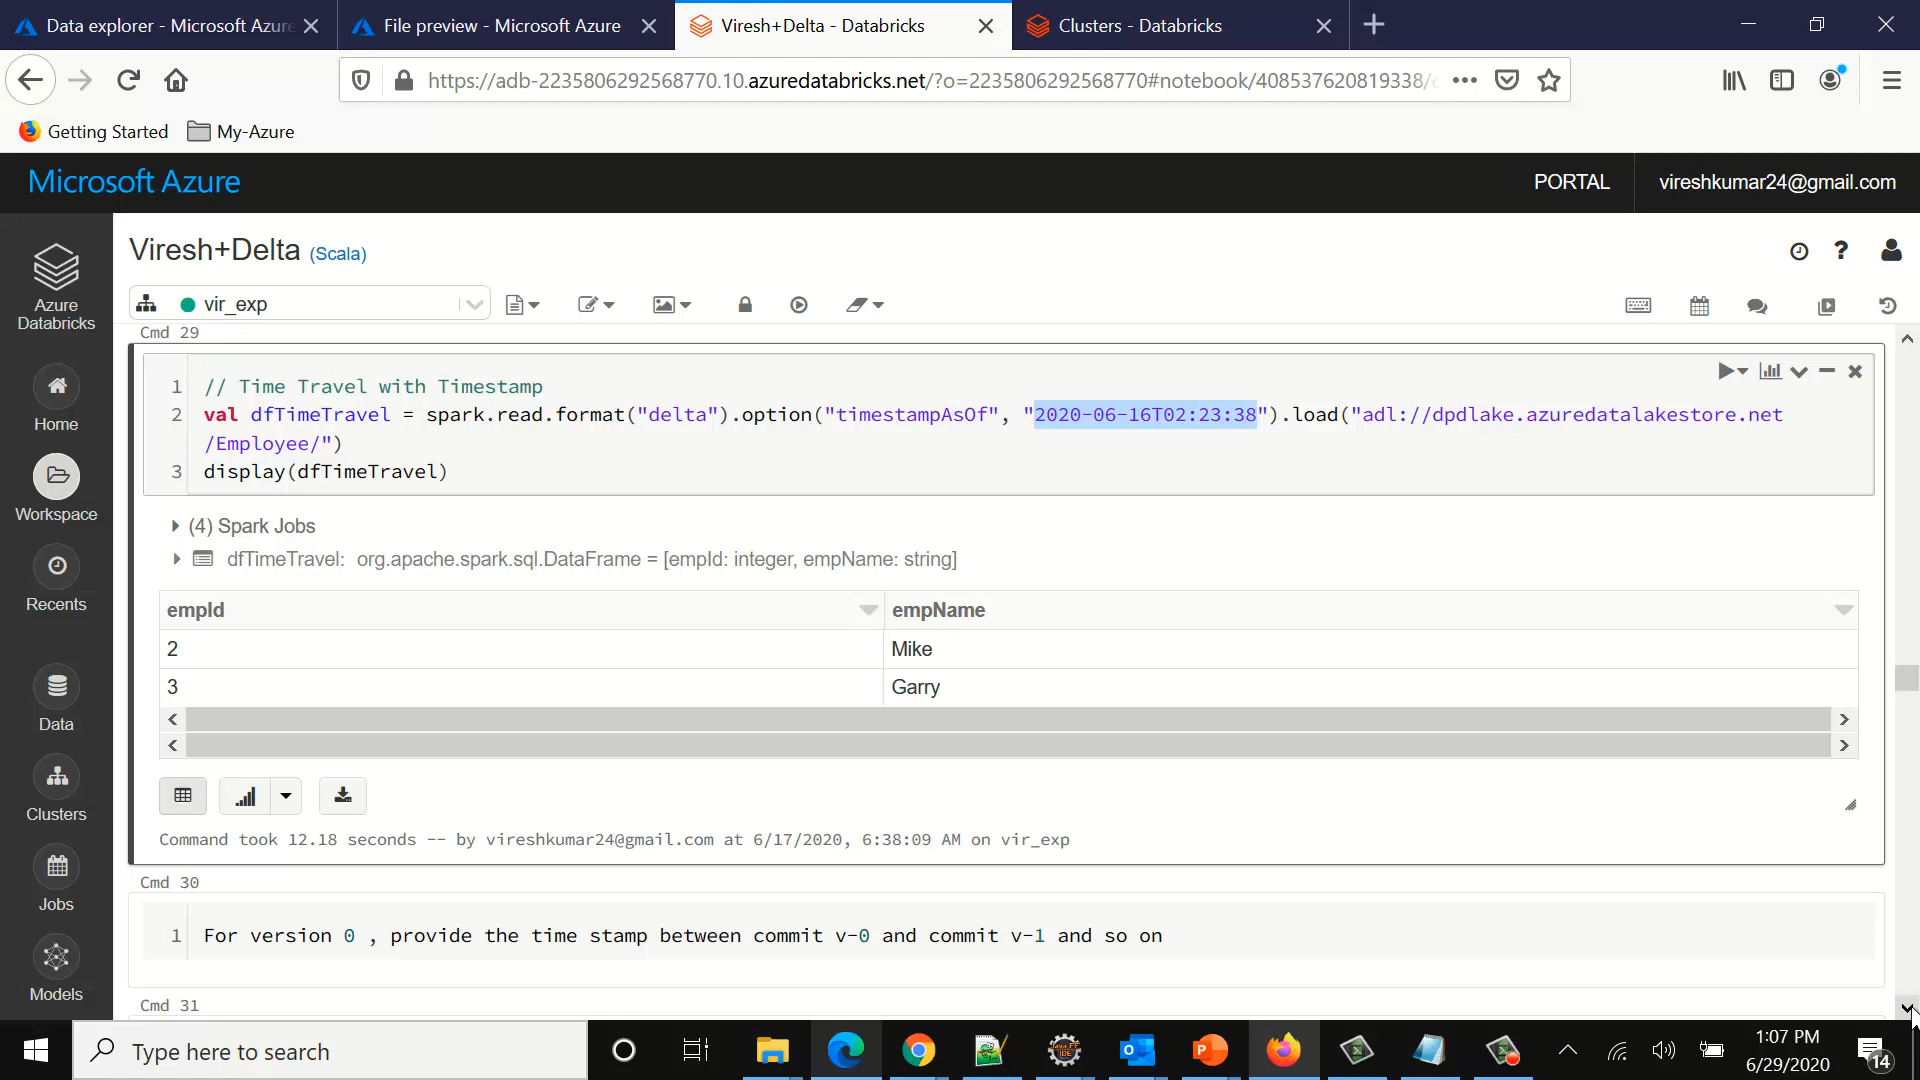 Data explorer - Microsoft Azure
File preview - Microsoft Azure
Viresh+Delta - Databricks
Clusters - Databricks
https://adb-2235806292568770.10.azuredatabricks.net/?o=2235806292568770#notebook/408537620819338/
Getting Started
My-Azure
Microsoft Azure
PORTAL
vireshkumar24@gmail.com
Azure
Databricks
Home
Workspace
Recents
Data
Clusters
Jobs
Models
Viresh+Delta (Scala)
vir_exp
Cmd 29
1 // Time Travel with Timestamp
2 val dfTimeTravel = spark.read.format("delta").option("timestampAsOf", "2020-06-16T02:23:38").load("adl://dpdlake.azuredatalakestore.net
/Employee/")
3 display(dfTimeTravel)
(4) Spark Jobs
dfTimeTravel: org.apache.spark.sql.DataFrame = [empId: integer, empName: string]
empId empName
2 Mike
3 Garry
Command took 12.18 seconds -- by vireshkumar24@gmail.com at 6/17/2020, 6:38:09 AM on vir_exp
Cmd 30
1 For version 0 , provide the time stamp between commit v-0 and commit v-1 and so on
Cmd 31
Type here to search
1:07 PM
6/29/2020
14